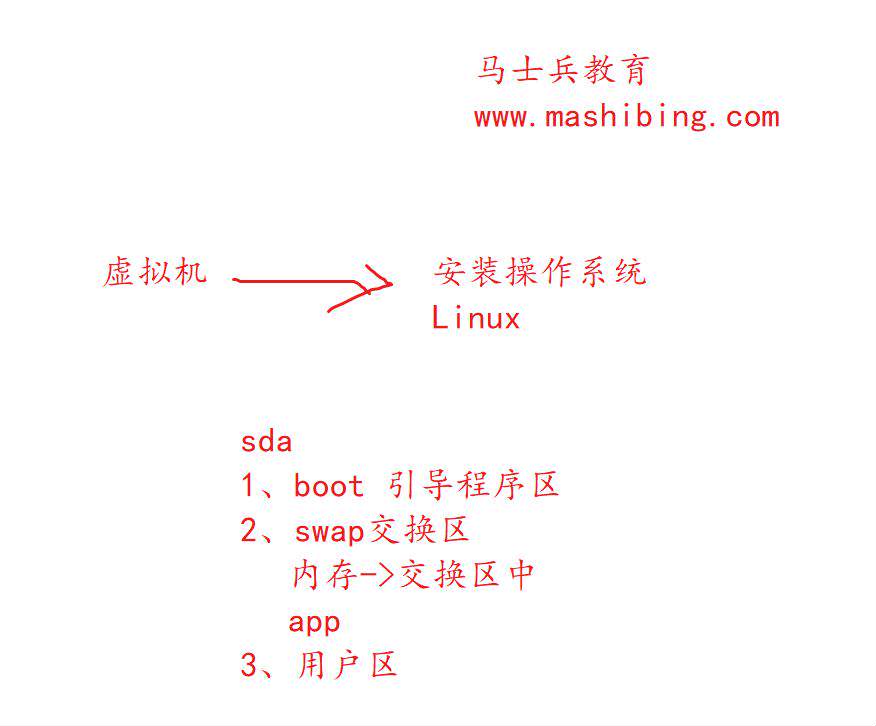 马士兵教育
www.mashibing.com
虚拟机
安装操作系统
Linux
sda
1、boot 引导程序区
2、swap交换区
内存->交换区中
app
3、用户区